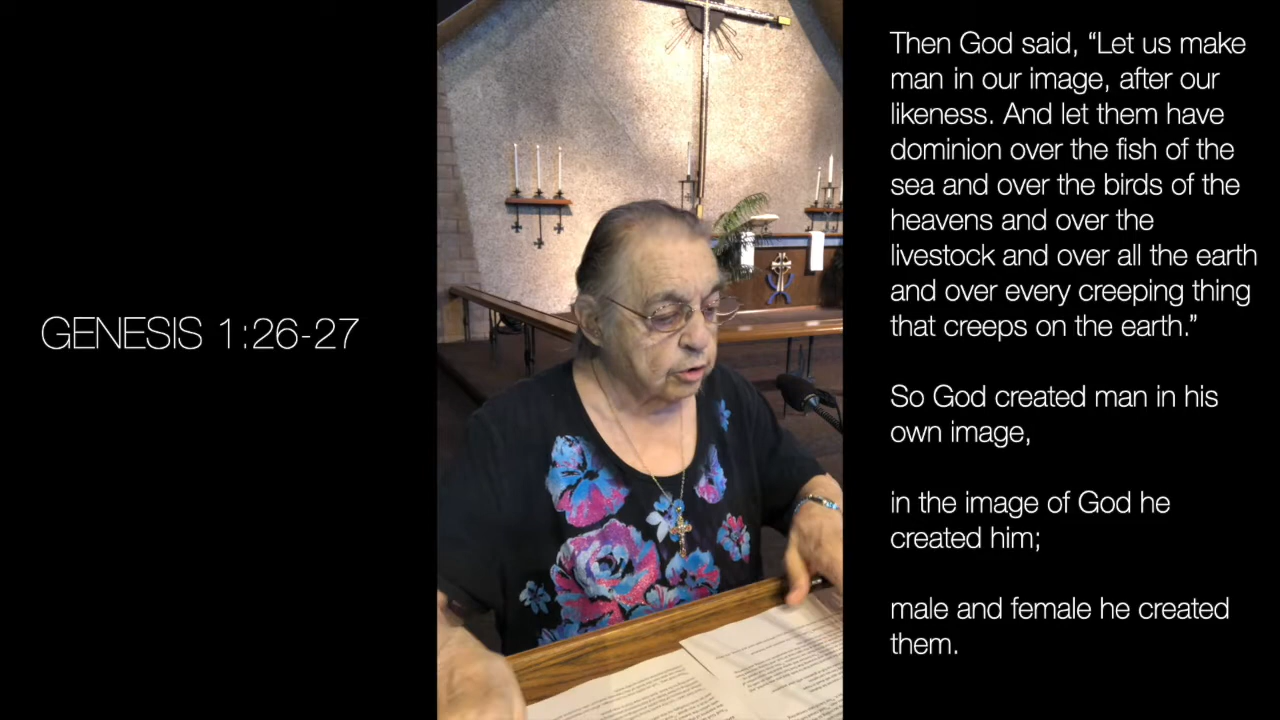 GENESIS 1:26-27
Then God said, “Let us make
man in our image, after our
likeness. And let them have
dominion over the fish of the
sea and over the birds of the
heavens and over the
livestock and over all the earth
and over every creeping thing
that creeps on the earth.”
So God created man in his
own image,
in the image of God he
created him;
male and female he created
them.